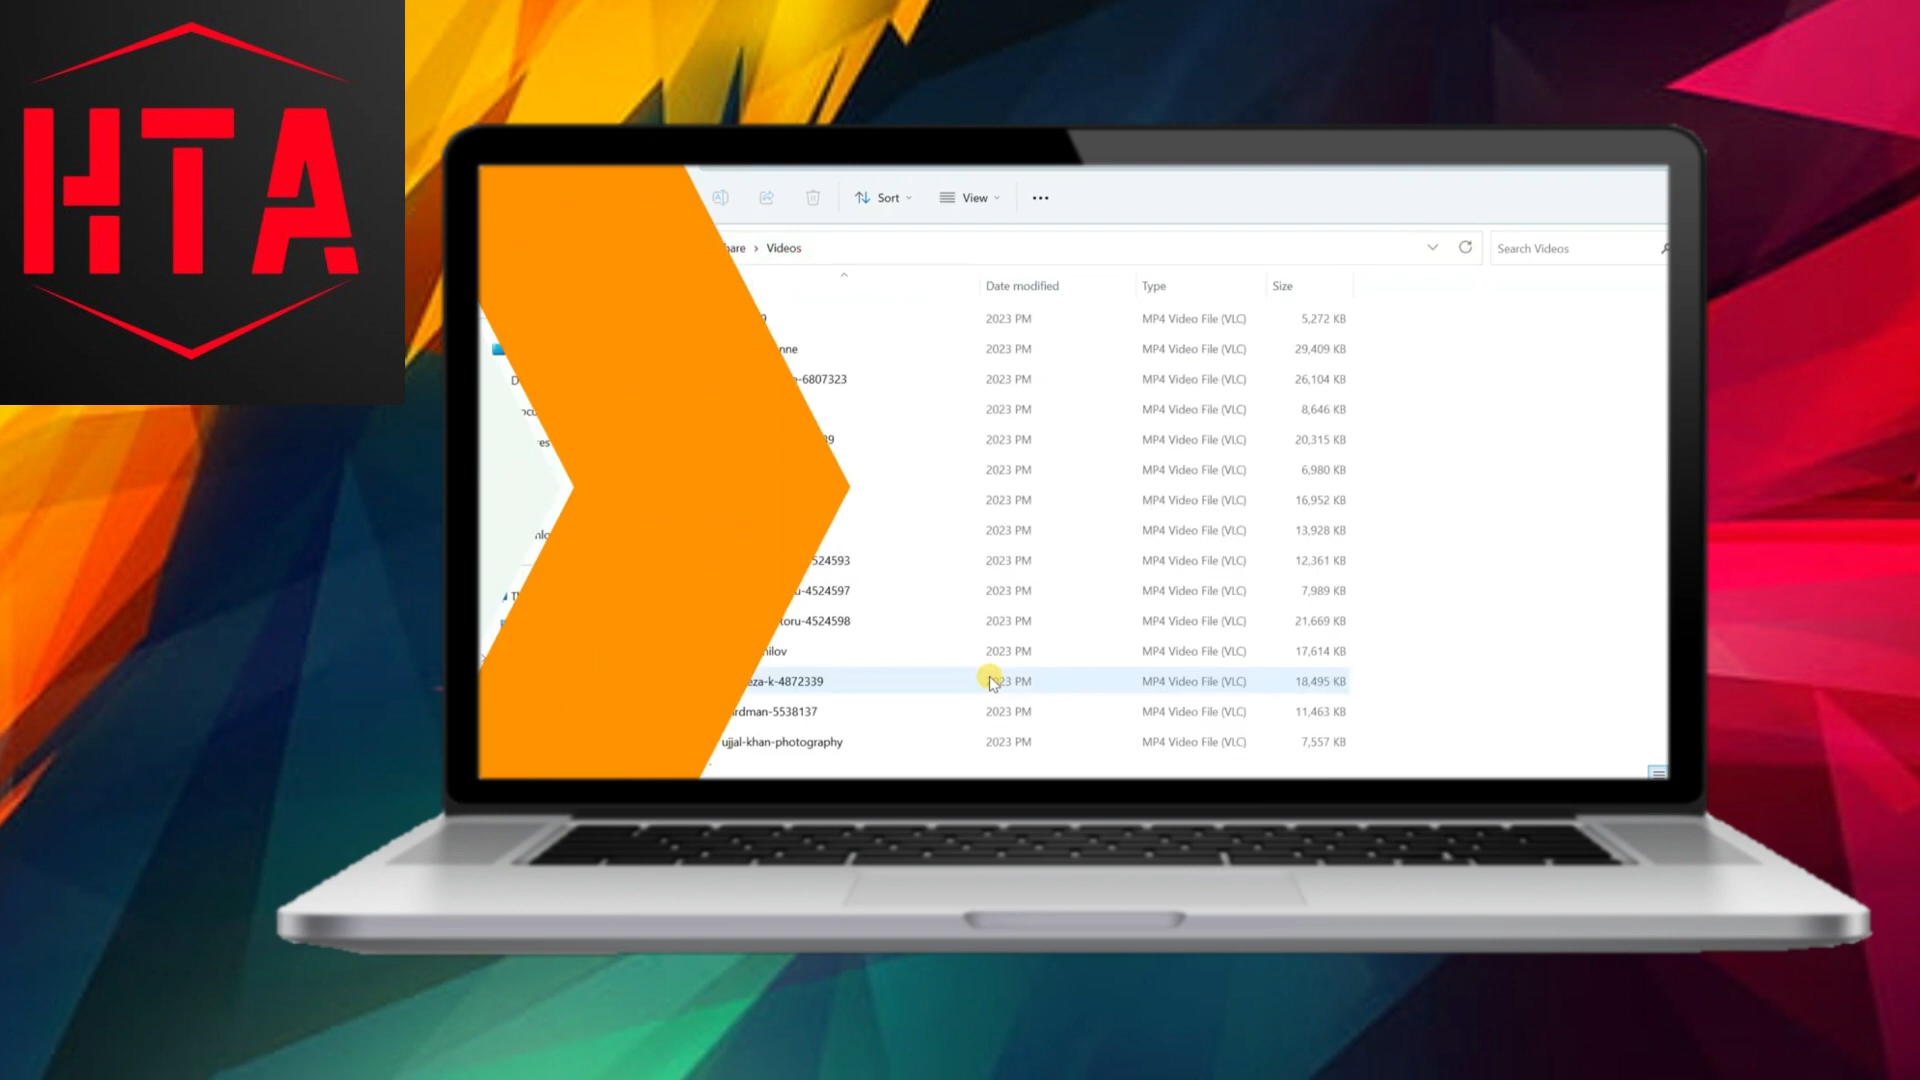 HTA
Sort View
Videos
Search Videos
Date modified Type Size
2023 PM MP4 Video File (VLC) 5,272 KB
2023 PM MP4 Video File (VLC) 29,409 KB
-6807323 2023 PM MP4 Video File (VLC) 26,104 KB
2023 PM MP4 Video File (VLC) 8,646 KB
2023 PM MP4 Video File (VLC) 20,315 KB
2023 PM MP4 Video File (VLC) 6,980 KB
2023 PM MP4 Video File (VLC) 16,952 KB
2023 PM MP4 Video File (VLC) 13,928 KB
524593 2023 PM MP4 Video File (VLC) 12,361 KB
-4524597 2023 PM MP4 Video File (VLC) 7,989 KB
toru-4524598 2023 PM MP4 Video File (VLC) 21,669 KB
2023 PM MP4 Video File (VLC) 17,614 KB
eza-k-4872339 PM MP4 Video File (VLC) 18,495 KB
rdman-5538137 2023 PM MP4 Video File (VLC) 11,463 KB
ujjal-khan-photography 2023 PM MP4 Video File (VLC) 7,557 KB